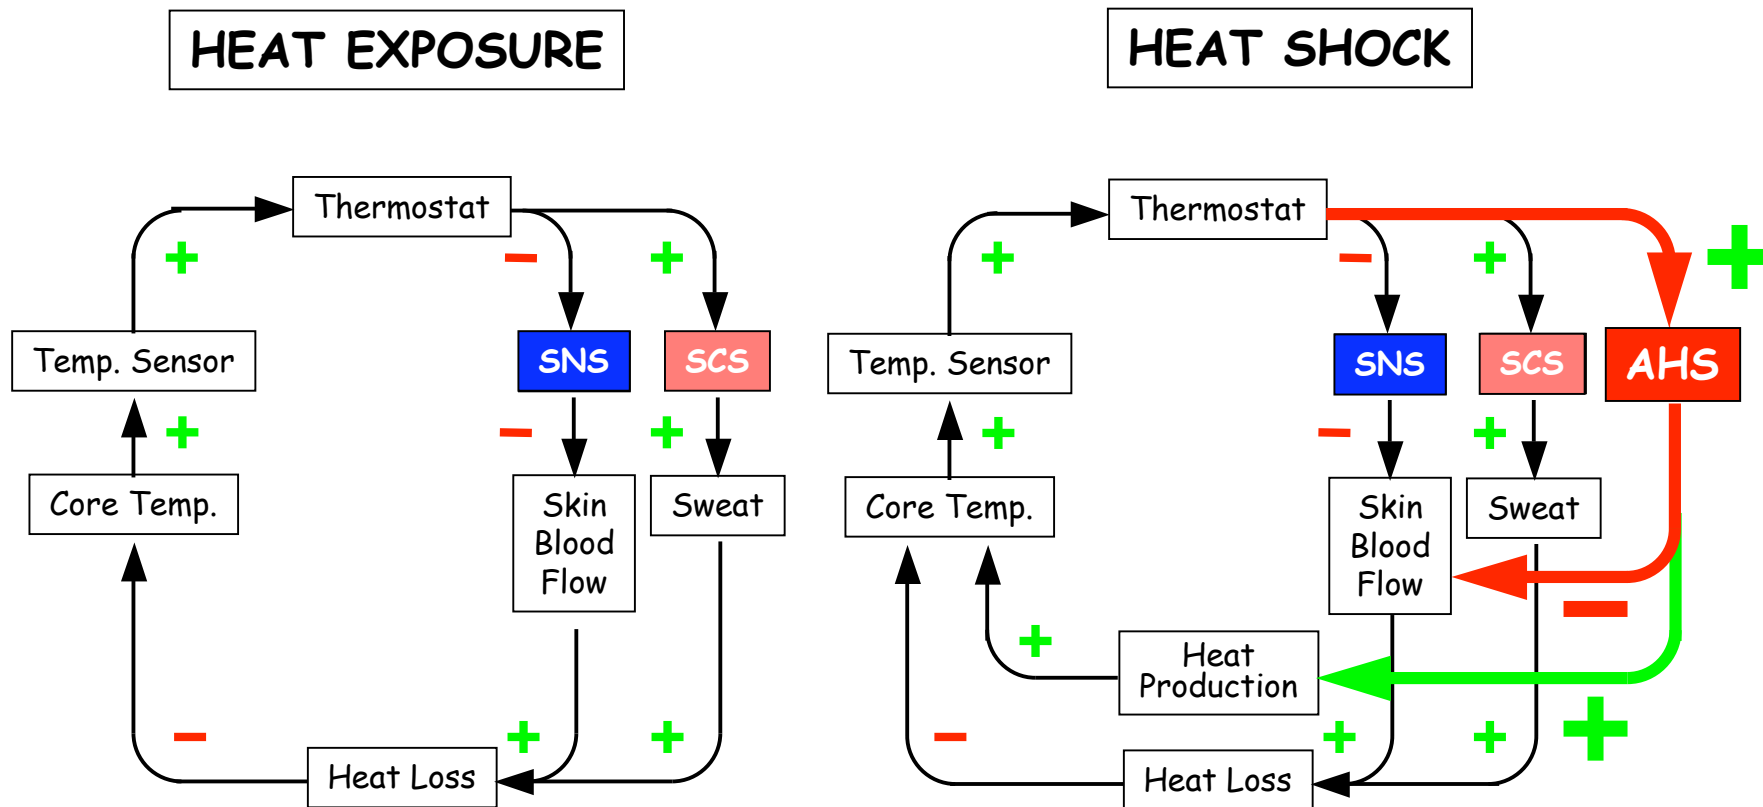 HEAT EXPOSURE
Thermostat
+
−
+
Temp. Sensor
SNS
SCS
+
−
+
Core Temp.
Skin
Blood
Flow
Sweat
−
+
+
Heat Loss
HEAT SHOCK
Thermostat
+
−
+
+
Temp. Sensor
SNS
SCS
AHS
+
−
+
Core Temp.
Skin
Blood
Flow
Sweat
−
+
Heat
Production
−
+
+
+
Heat Loss